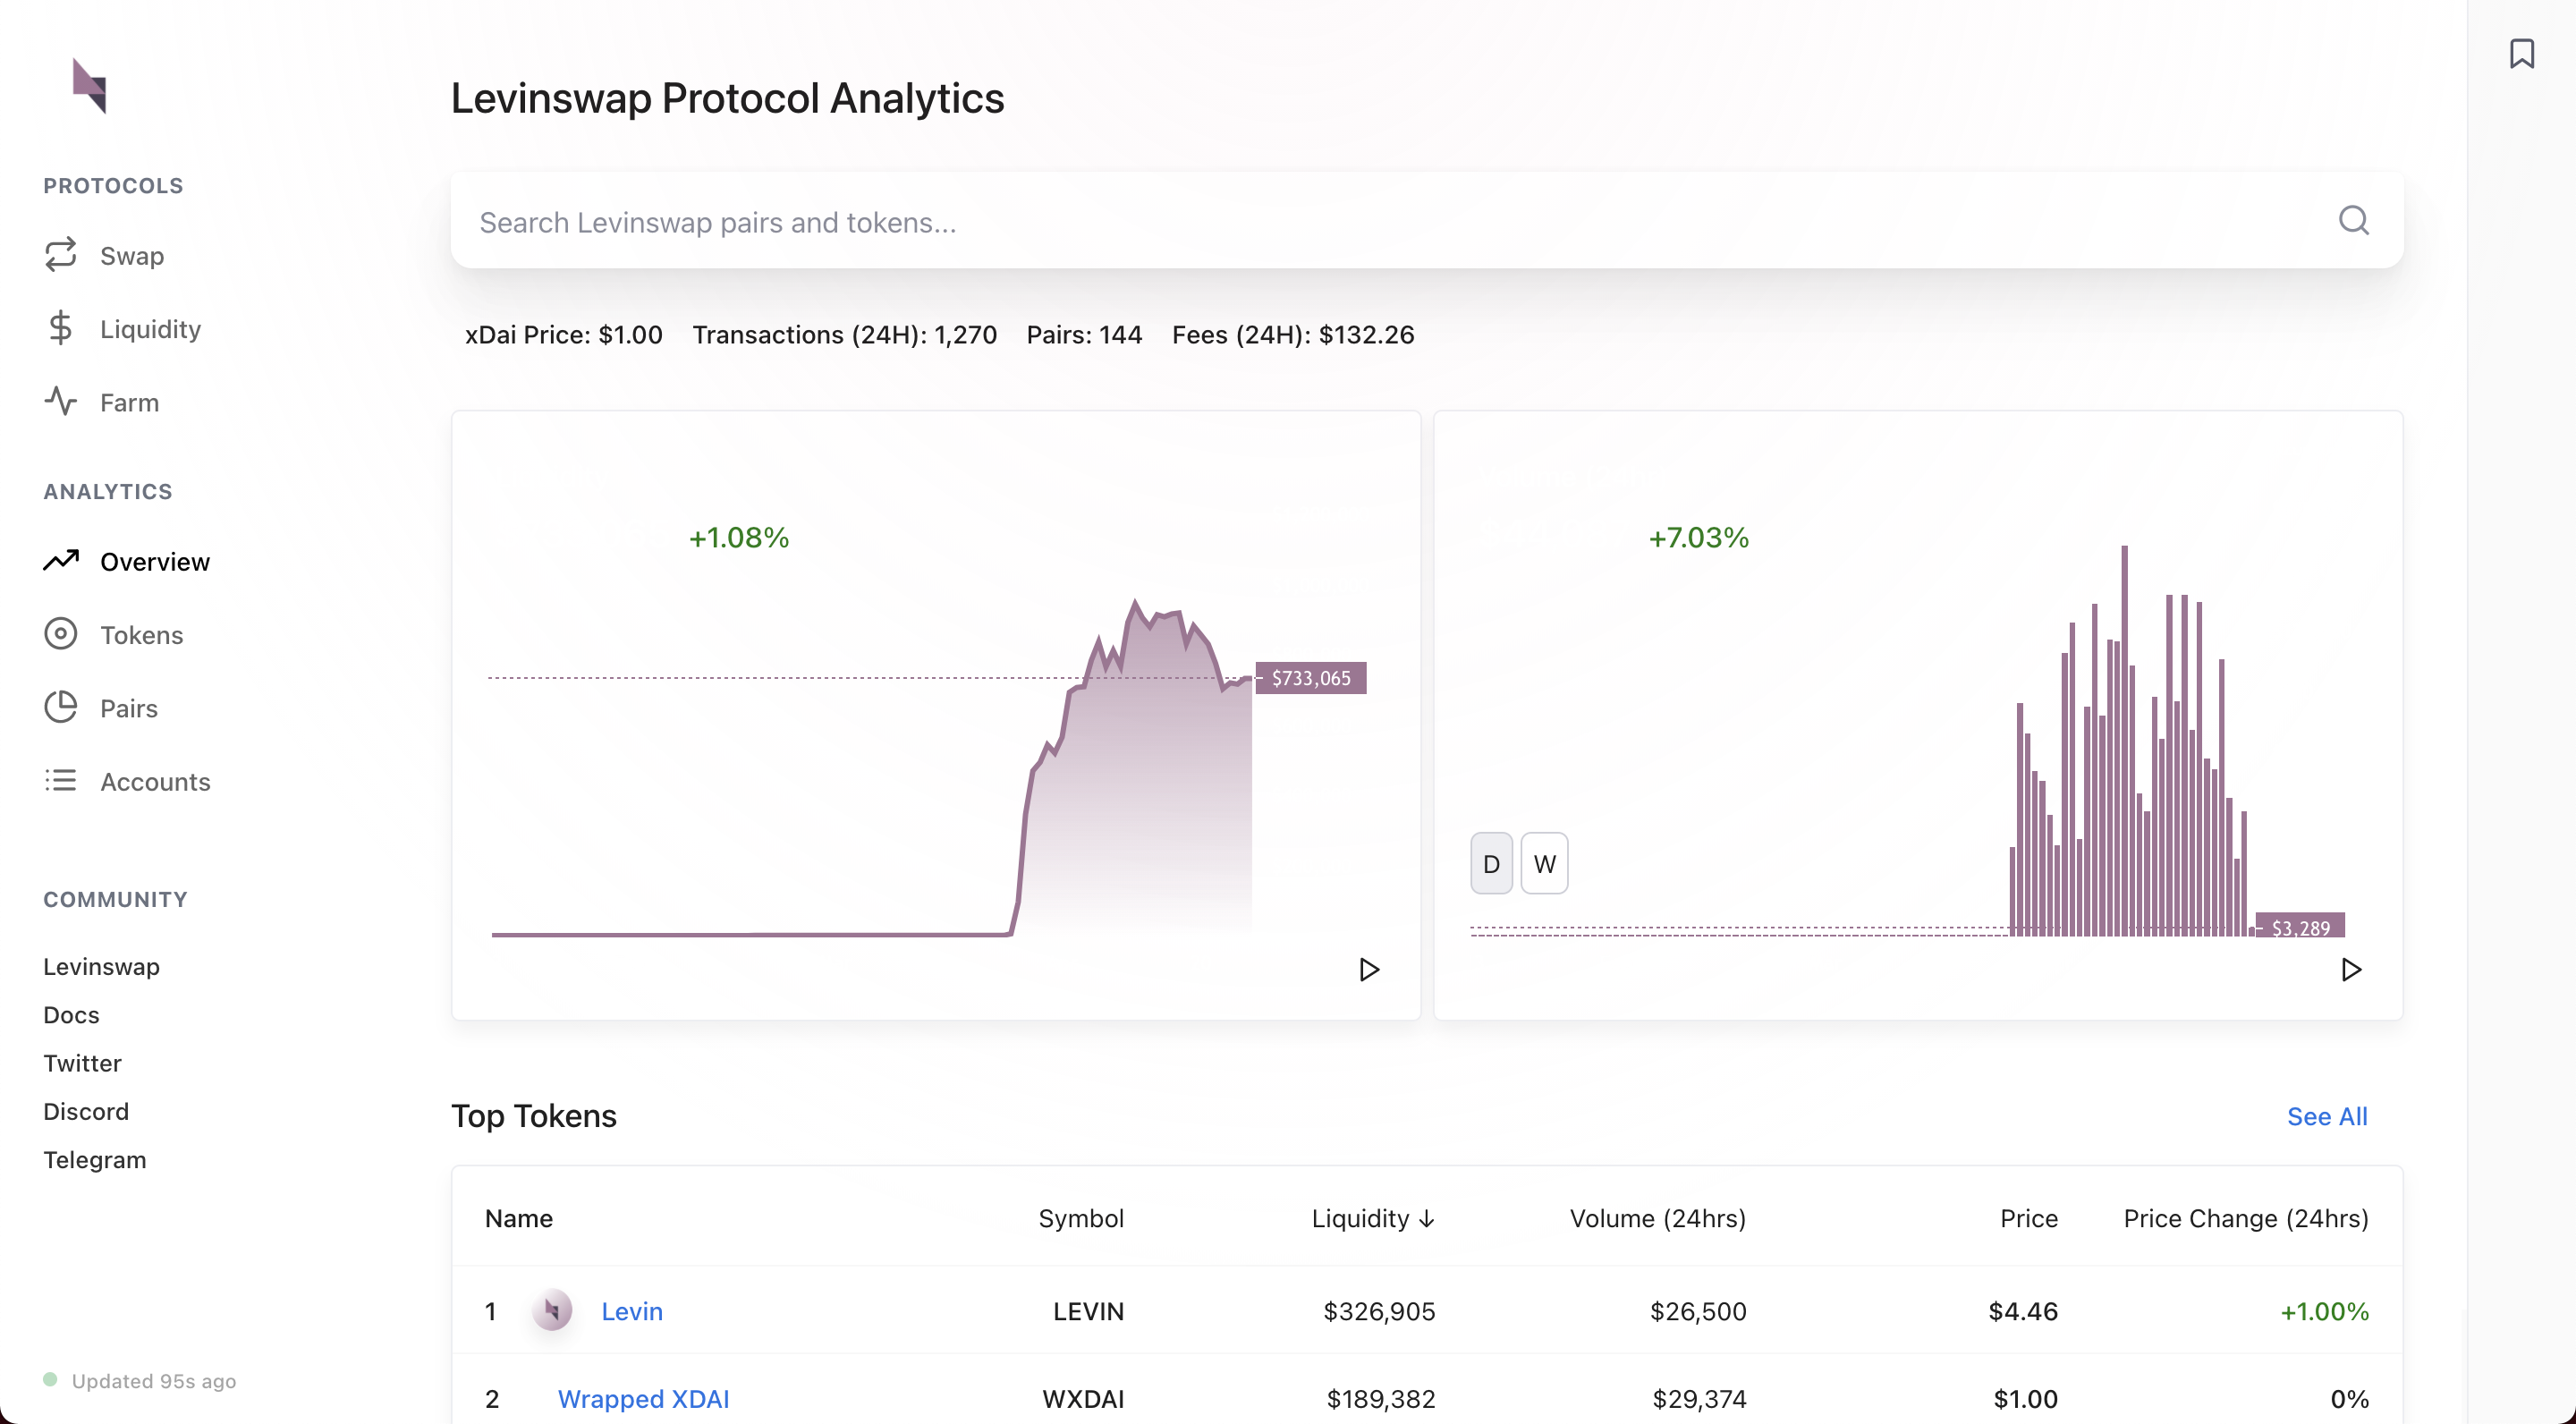 PROTOCOLS
Swap
Liquidity
Farm
ANALYTICS
Overview
Tokens
Pairs
Accounts
COMMUNITY
Levinswap
Docs
Twitter
Discord
Telegram
Updated 95s ago
Levinswap Protocol Analytics
Search Levinswap pairs and tokens...
xDai Price: $1.00 Transactions (24H): 1,270 Pairs: 144 Fees (24H): $132.26
+1.08%
$733,065
+7.03%
D W
$3,289
Top Tokens See All
Name Symbol Liquidity ↓ Volume (24hrs) Price Price Change (24hrs)
1 Levin LEVIN $326,905 $26,500 $4.46 +1.00%
2 Wrapped XDAI WXDAI $189,382 $29,374 $1.00 0%